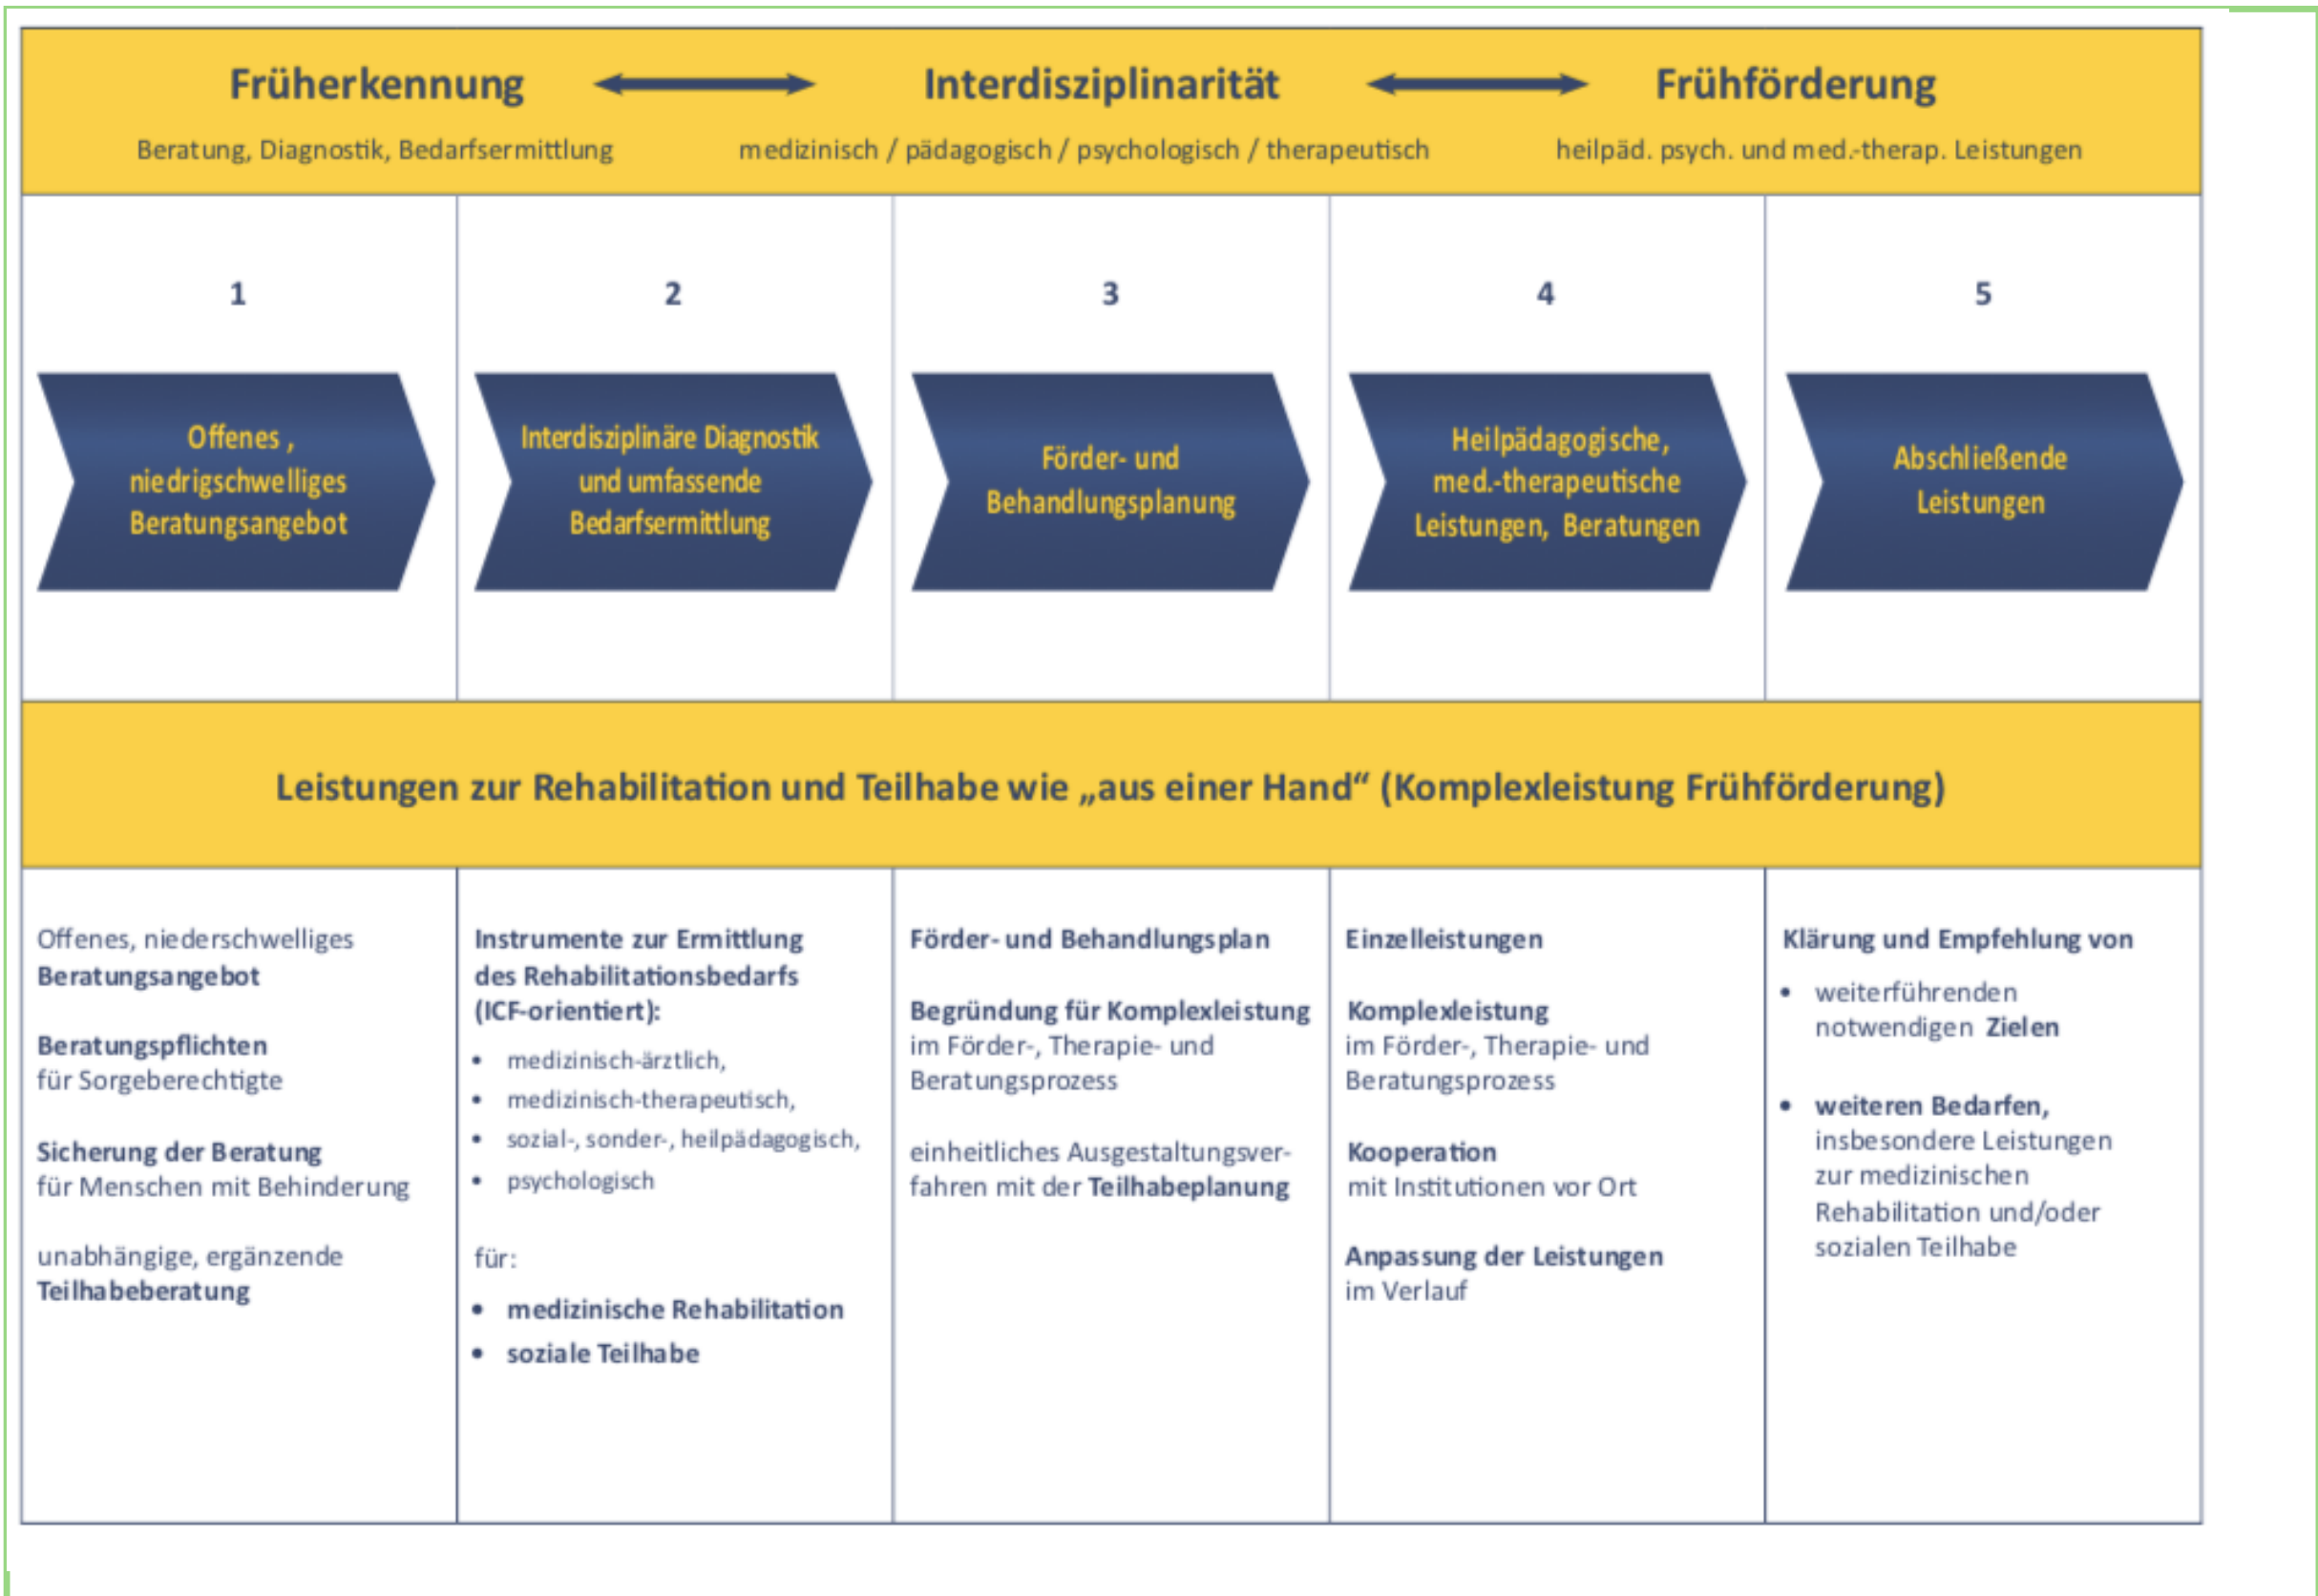 Früherkennung
Interdisziplinarität
Frühförderung
Beratung, Diagnostik, Bedarfsermittlung
medizinisch / pädagogisch / psychologisch / therapeutisch
heilpäd. psych. und med.-therap. Leistungen
1
Offenes ,
niedrigschwelliges
Beratungsangebot
2
Interdisziplinäre Diagnostik
und umfassende
Bedarfsermittlung
3
Förder- und
Behandlungsplanung
4
Heilpädagogische,
med.-therapeutische
Leistungen, Beratungen
5
Abschließende
Leistungen
Leistungen zur Rehabilitation und Teilhabe wie „aus einer Hand“ (Komplexleistung Frühförderung)
Offenes, niederschwelliges
Beratungsangebot
Beratungspflichten
für Sorgeberechtigte
Sicherung der Beratung
für Menschen mit Behinderung
unabhängige, ergänzende
Teilhabeberatung
Instrumente zur Ermittlung
des Rehabilitationsbedarfs
(ICF-orientiert):
• medizinisch-ärztlich,
• medizinisch-therapeutisch,
• sozial-, sonder-, heilpädagogisch,
• psychologisch
für:
• medizinische Rehabilitation
• soziale Teilhabe
Förder- und Behandlungsplan
Begründung für Komplexleistung
im Förder-, Therapie- und
Beratungsprozess
einheitliches Ausgestaltungsver-
fahren mit der Teilhabeplanung
Einzelleistungen
Komplexleistung
im Förder-, Therapie- und
Beratungsprozess
Kooperation
mit Institutionen vor Ort
Anpassung der Leistungen
im Verlauf
Klärung und Empfehlung von
• weiterführenden
notwendigen Zielen
• weiteren Bedarfen,
insbesondere Leistungen
zur medizinischen
Rehabilitation und/oder
sozialen Teilhabe